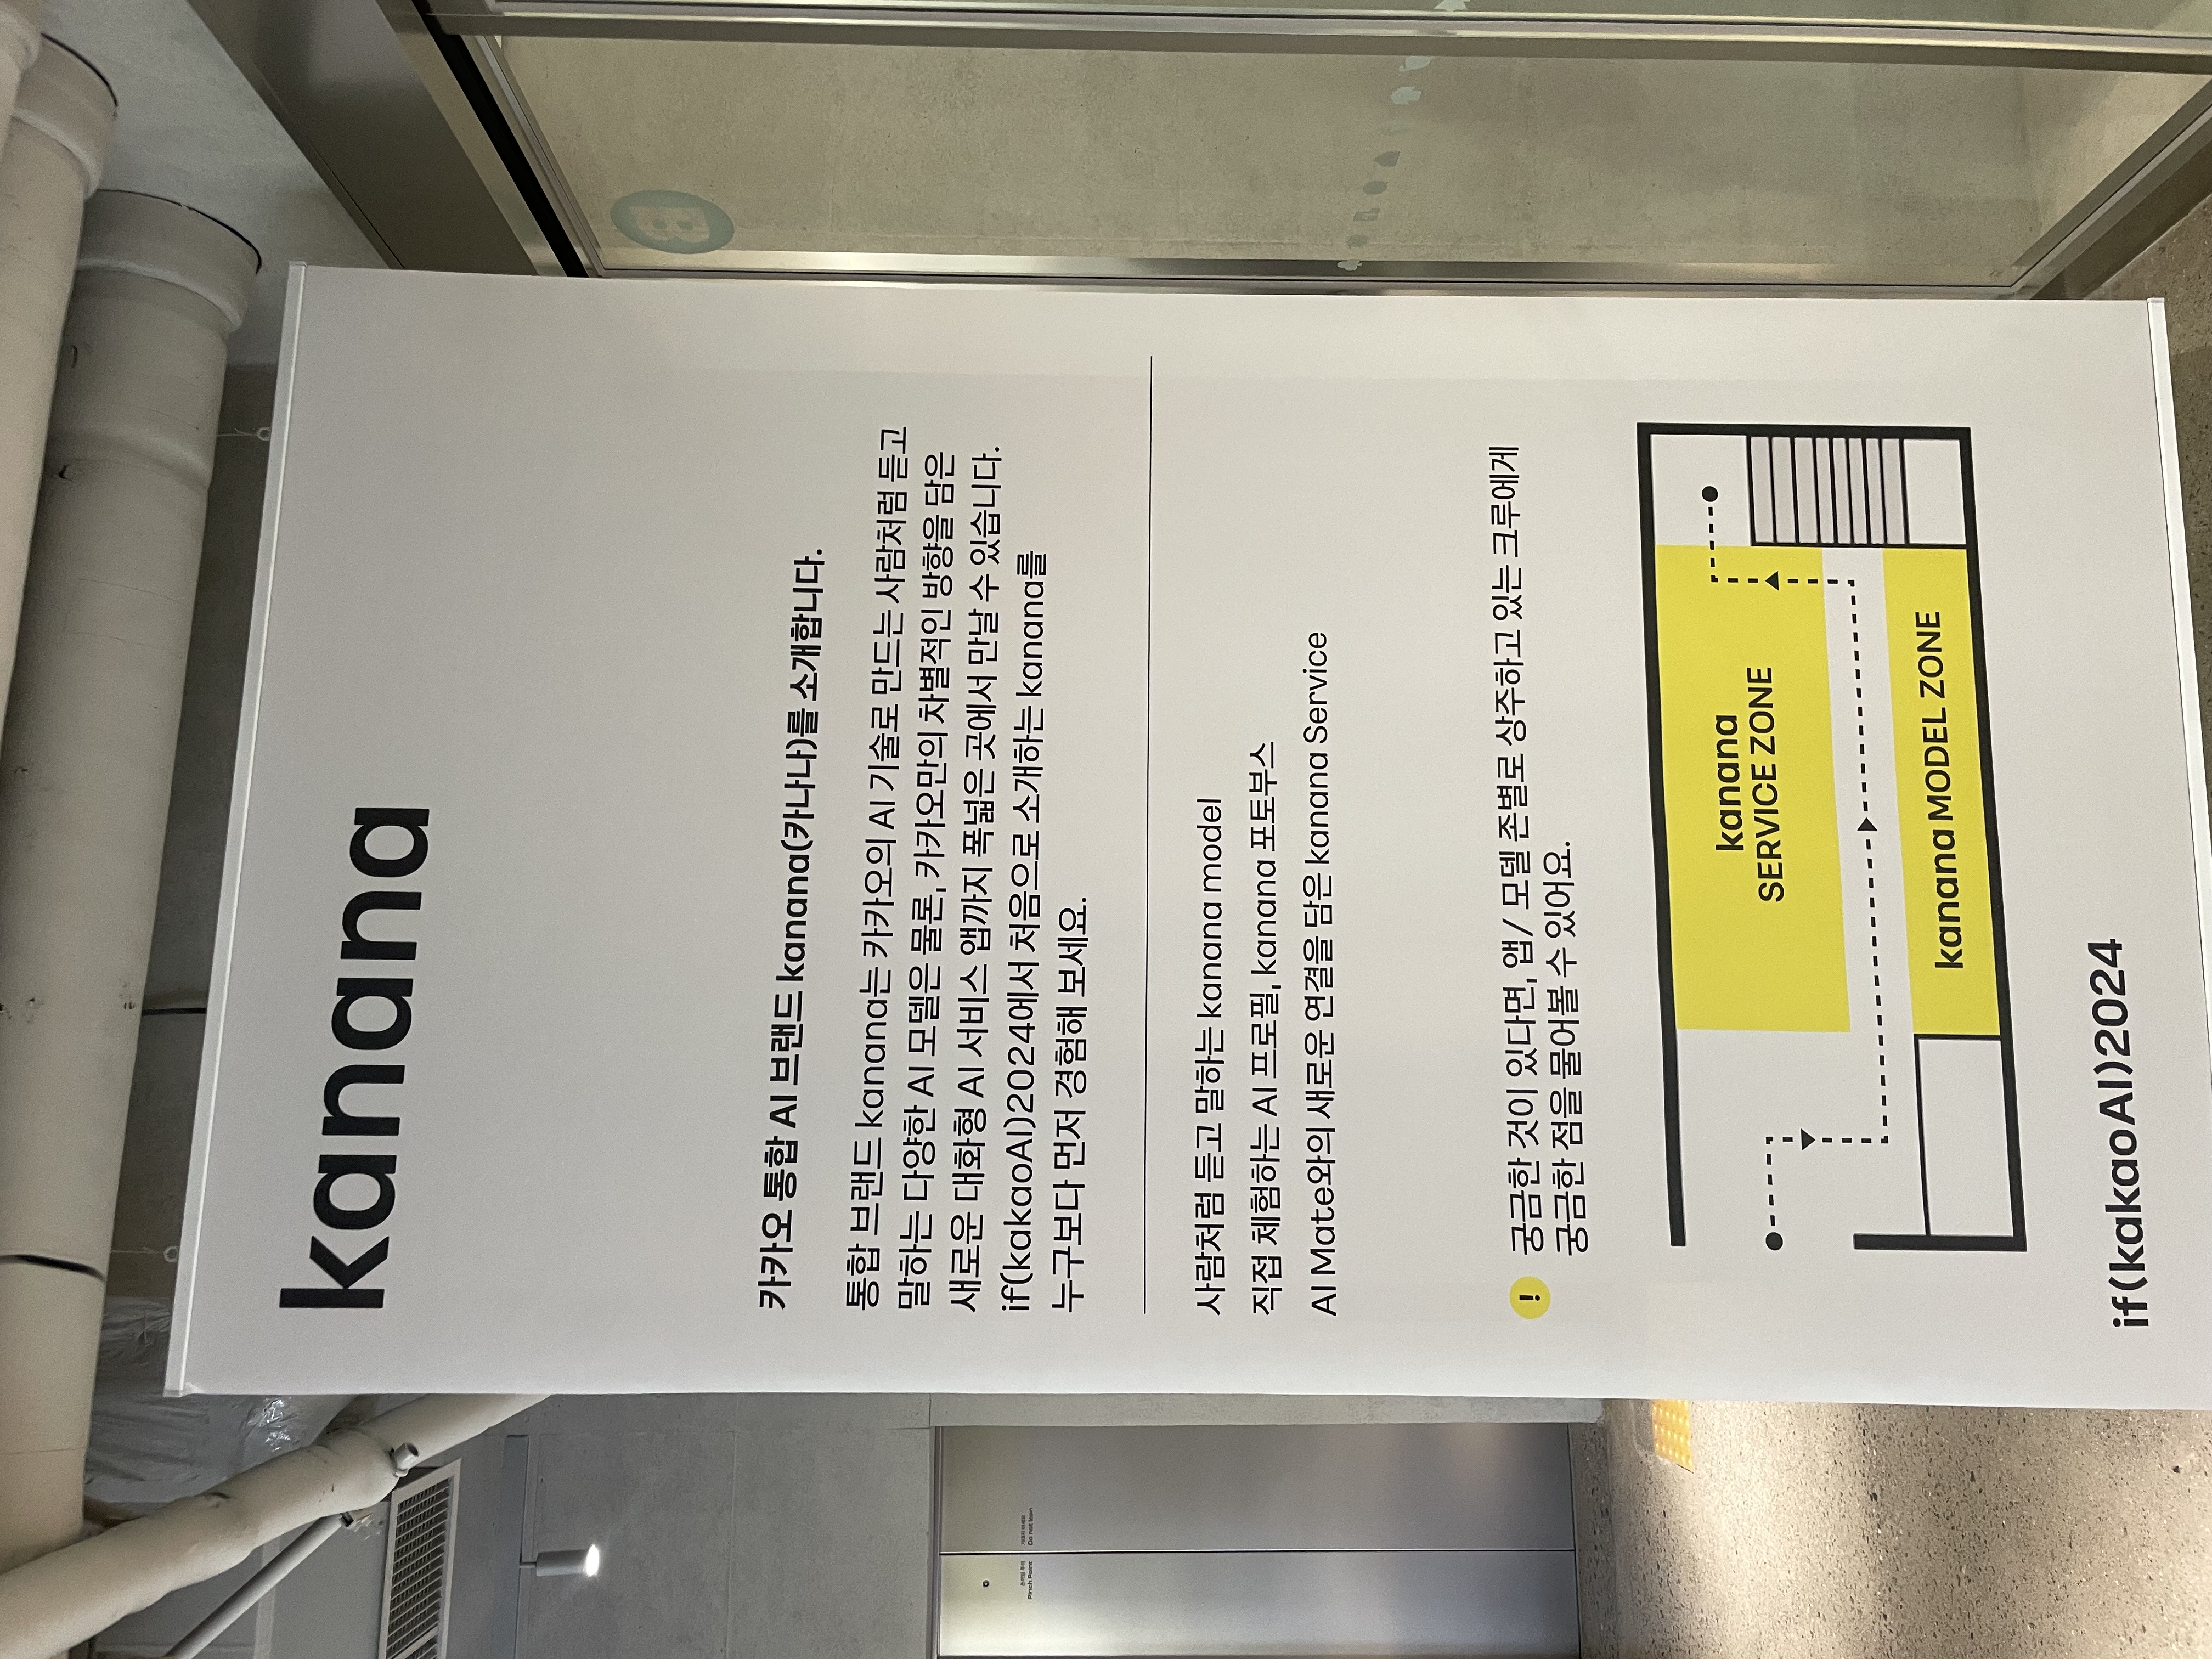 kanana
카카오 통합 AI 브랜드 kanana(카나나)를 소개합니다.
통합 브랜드 kanana는 카카오의 AI 기술로 만드는 사람처럼 듣고
말하는 다양한 AI 모델은 물론, 카카오만의 차별적인 방향을 담은
새로운 대화형 AI 서비스 앱까지 폭넓은 곳에서 만날 수 있습니다.
if(kakaoAI)2024에서 처음으로 소개하는 kanana를
누구보다 먼저 경험해 보세요.
사람처럼 듣고 말하는 kanana model
직접 체험하는 AI 프로필, kanana 포토부스
AI Mate와의 새로운 연결을 담은 kanana Service
! 궁금한 것이 있다면, 앱/ 모델 존별로 상주하고 있는 크루에게
궁금한 점을 물어볼 수 있어요.
kanana
SERVICE ZONE
kanana MODEL ZONE
if(kakaoAI)2024
손끼임 주의
Pinch Point
기대지 마세요
Do not lean
B